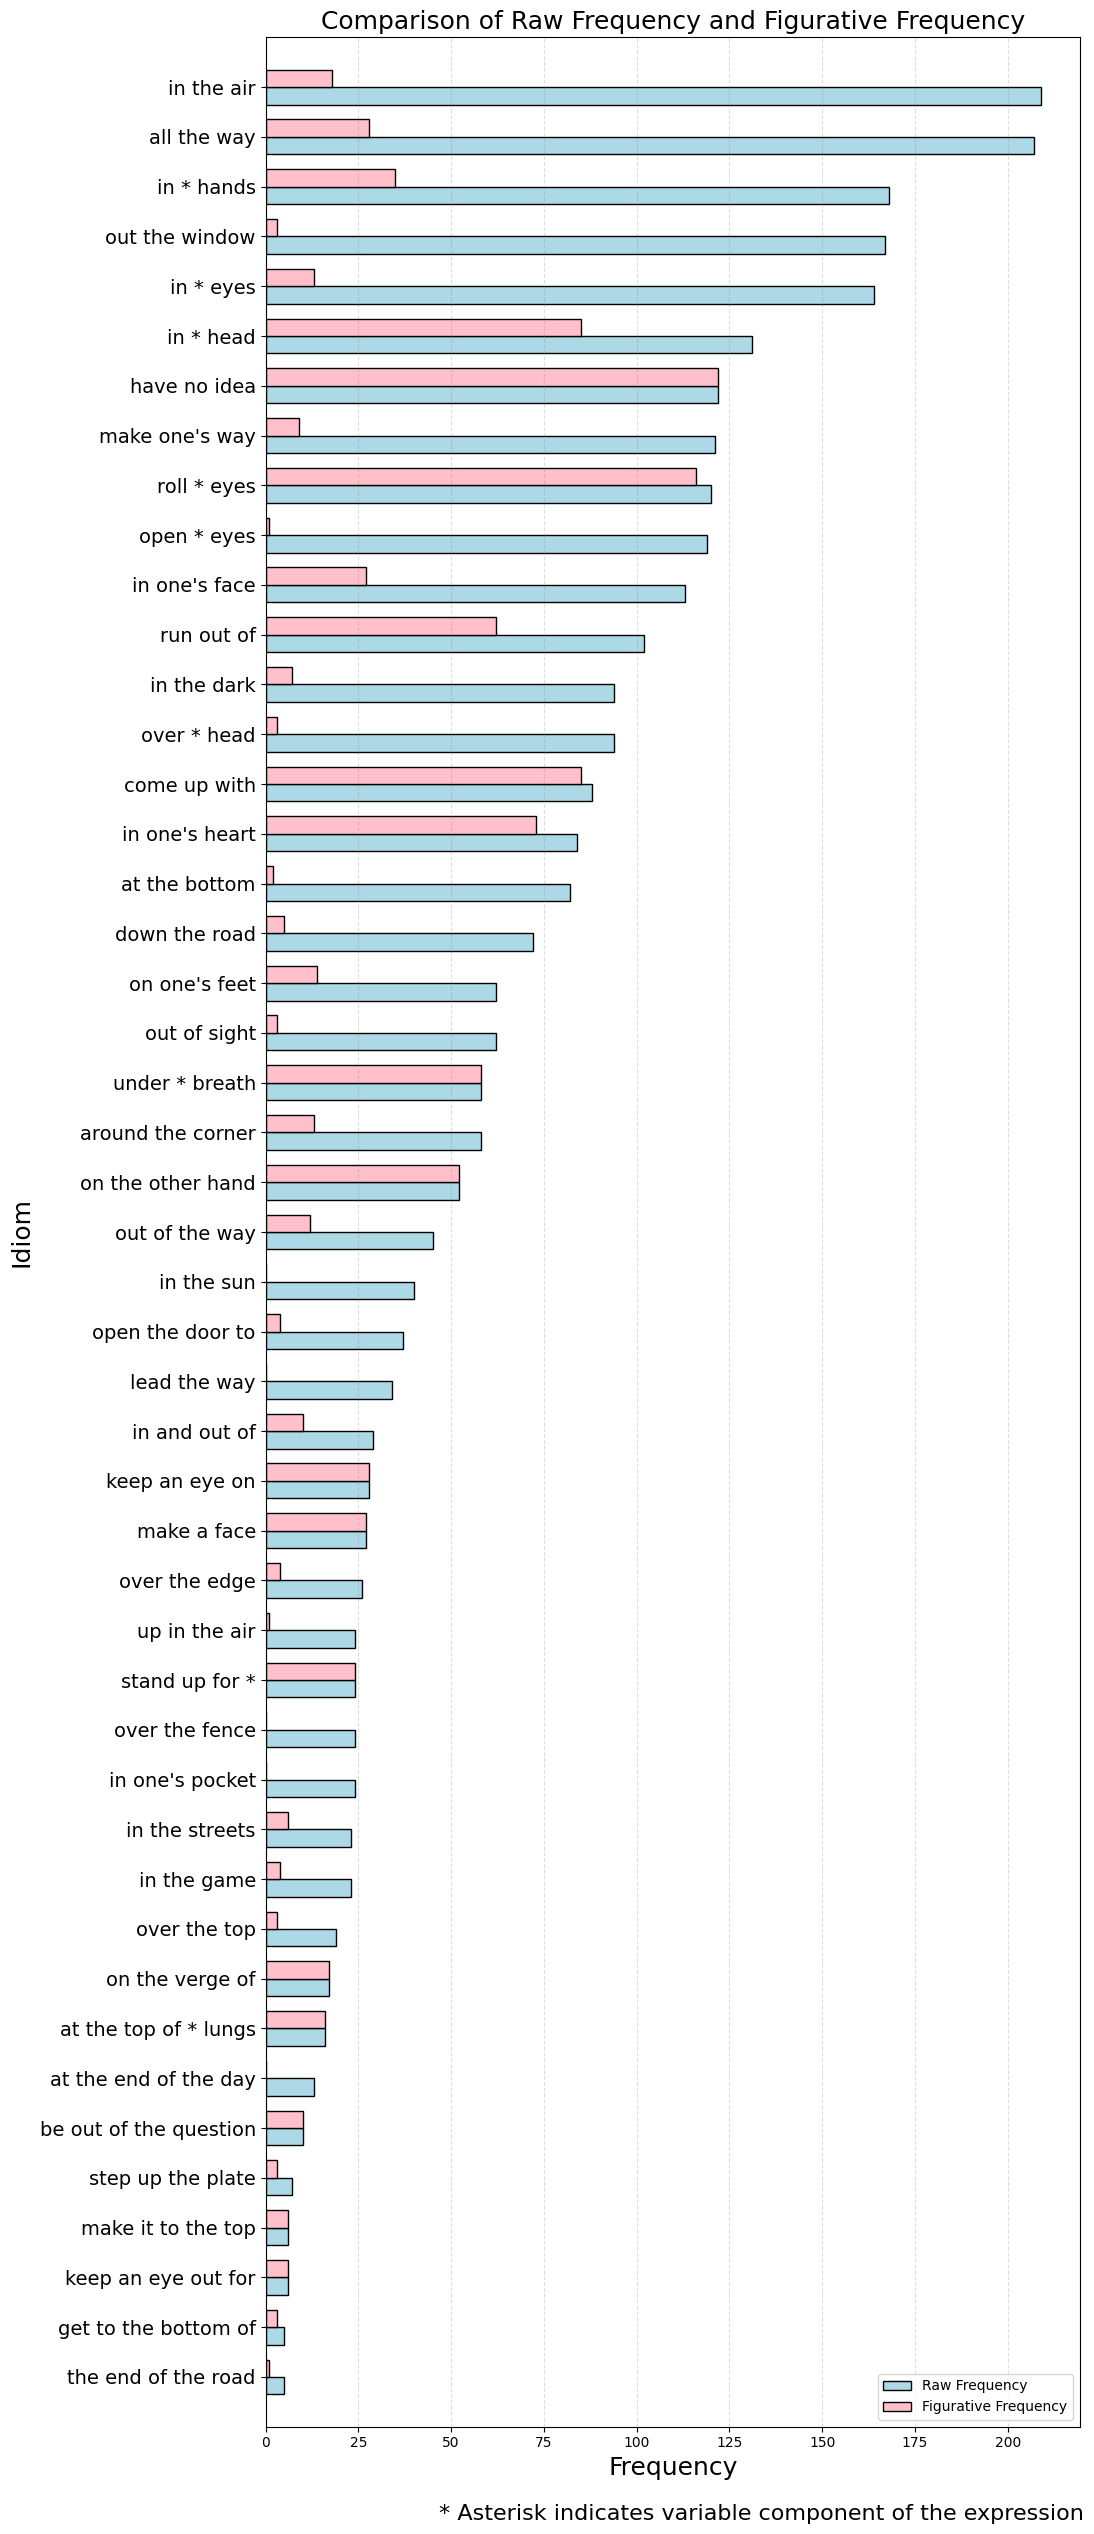 Comparison of Raw Frequency and Figurative Frequency
in the air
all the way
in * hands
out the window
in * eyes
in * head
have no idea
make one's way
roll * eyes
open * eyes
in one's face
run out of
in the dark
over * head
come up with
in one's heart
at the bottom
down the road
on one's feet
out of sight
under * breath
around the corner
on the other hand
out of the way
in the sun
open the door to
lead the way
in and out of
keep an eye on
make a face
over the edge
up in the air
stand up for *
over the fence
in one's pocket
in the streets
in the game
over the top
on the verge of
at the top of * lungs
at the end of the day
be out of the question
step up the plate
make it to the top
keep an eye out for
get to the bottom of
the end of the road
Idiom
Raw Frequency
Figurative Frequency
0 25 50 75 100 125 150 175 200
Frequency
* Asterisk indicates variable component of the expression